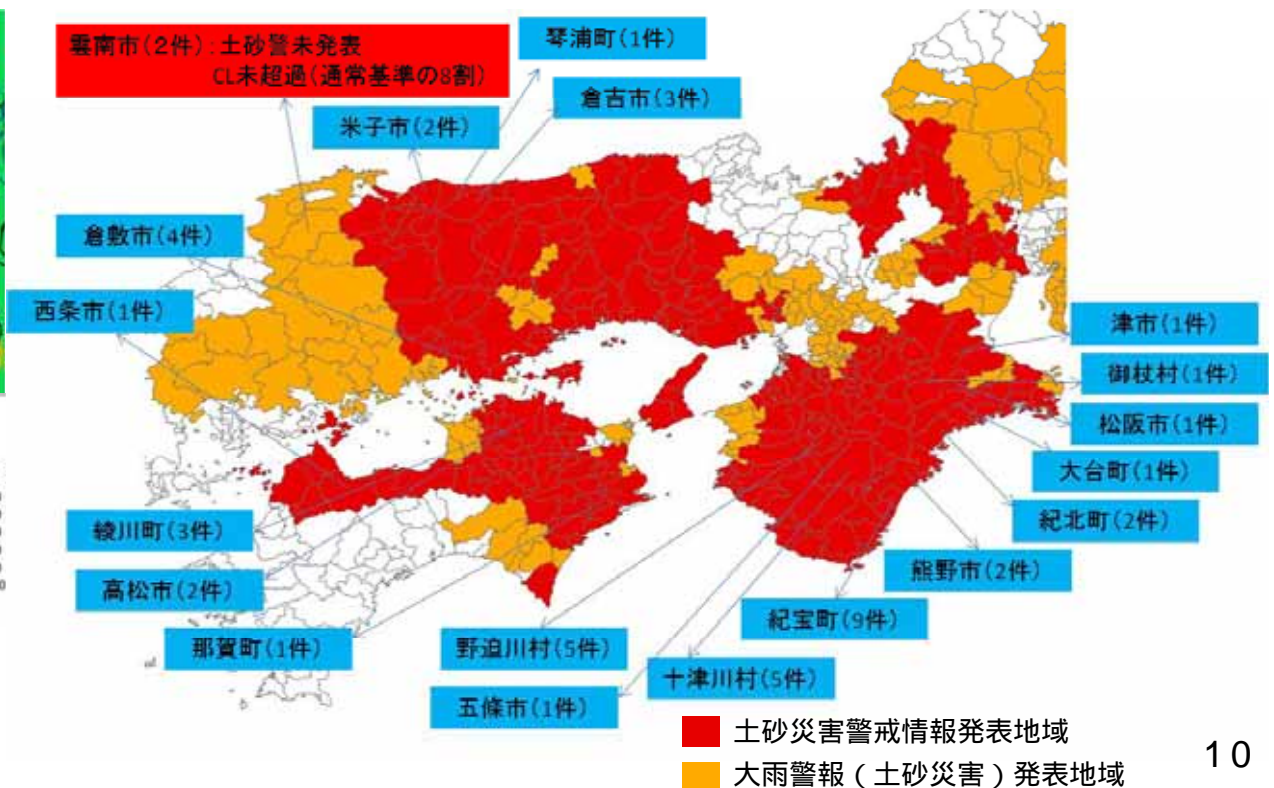 雲南市(2件):土砂警未発表
CL未超過(通常基準の8割)
琴浦町(1件)
倉吉市(3件)
米子市(2件)
倉敷市(4件)
西条市(1件)
津市(1件)
御杖村(1件)
松阪市(1件)
大台町(1件)
紀北町(2件)
熊野市(2件)
紀宝町(9件)
綾川町(3件)
高松市(2件)
那賀町(1件)
野迫川村(5件)
十津川村(5件)
五條市(1件)
土砂災害警戒情報発表地域
大雨警報(土砂災害)発表地域
10